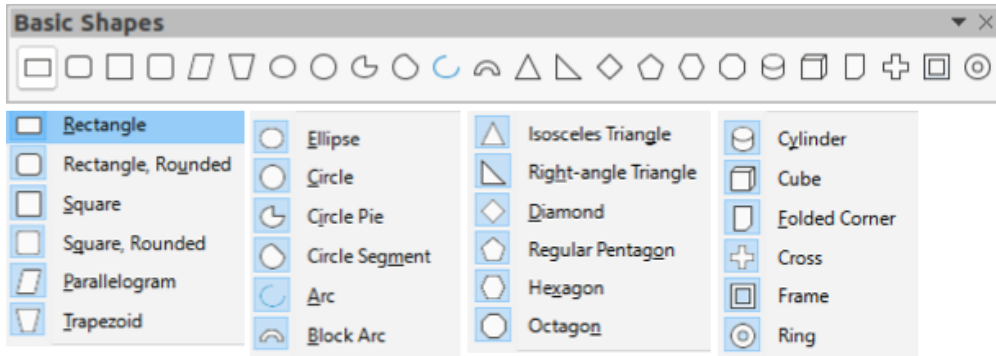 Basic Shapes
Rectangle
Rectangle, Rounded
Square
Square, Rounded
Parallelogram
Trapezoid
Ellipse
Circle
Circle Pie
Circle Segment
Arc
Block Arc
Isosceles Triangle
Right-angle Triangle
Diamond
Regular Pentagon
Hexagon
Octagon
Cylinder
Cube
Folded Corner
Cross
Frame
Ring